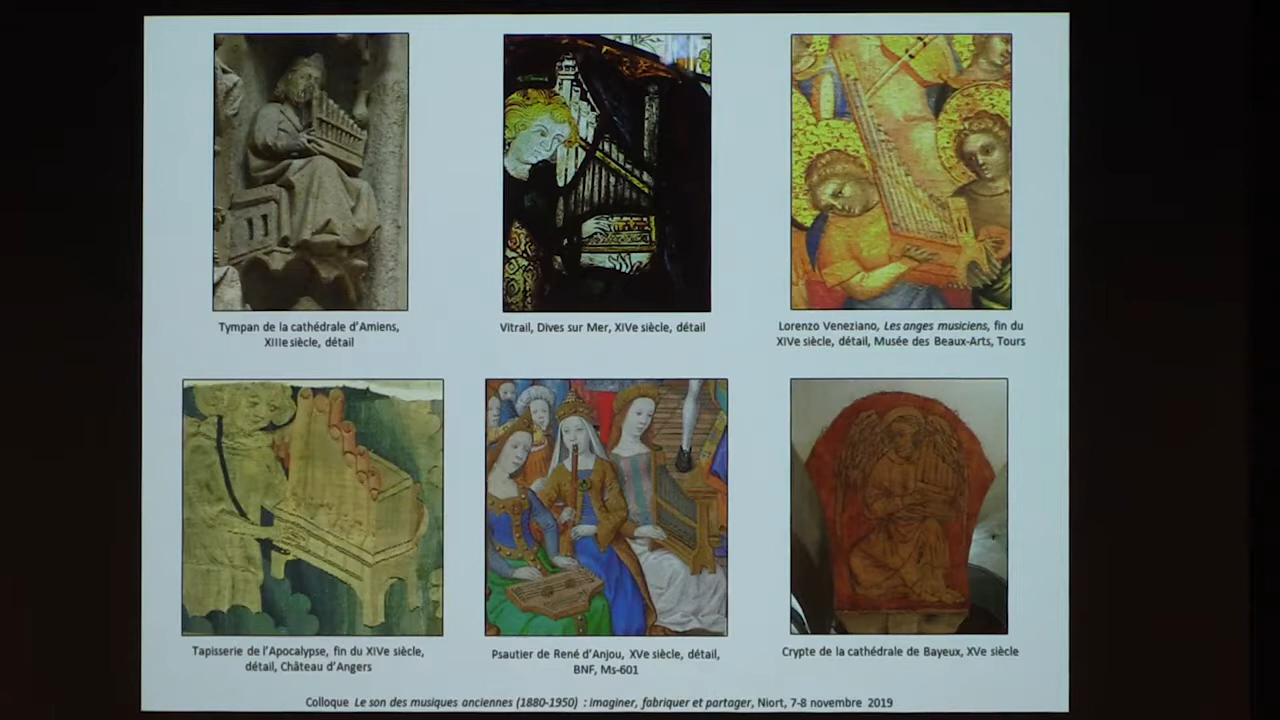 Tympan de la cathédrale d'Amiens,
XIIIe siècle, détail
Vitrail, Dives sur Mer, XIVe siècle, détail
Lorenzo Veneziano, Les anges musiciens, fin du
XIVe siècle, détail, Musée des Beaux-Arts, Tours
Tapisserie de l'Apocalypse, fin du XIVe siècle,
détail, Château d'Angers
Psautier de René d'Anjou, XVe siècle, détail,
BNF, Ms-601
Crypte de la cathédrale de Bayeux, XVe siècle
Colloque Le son des musiques anciennes (1880-1950) : imaginer, fabriquer et partager, Niort, 7-8 novembre 2019